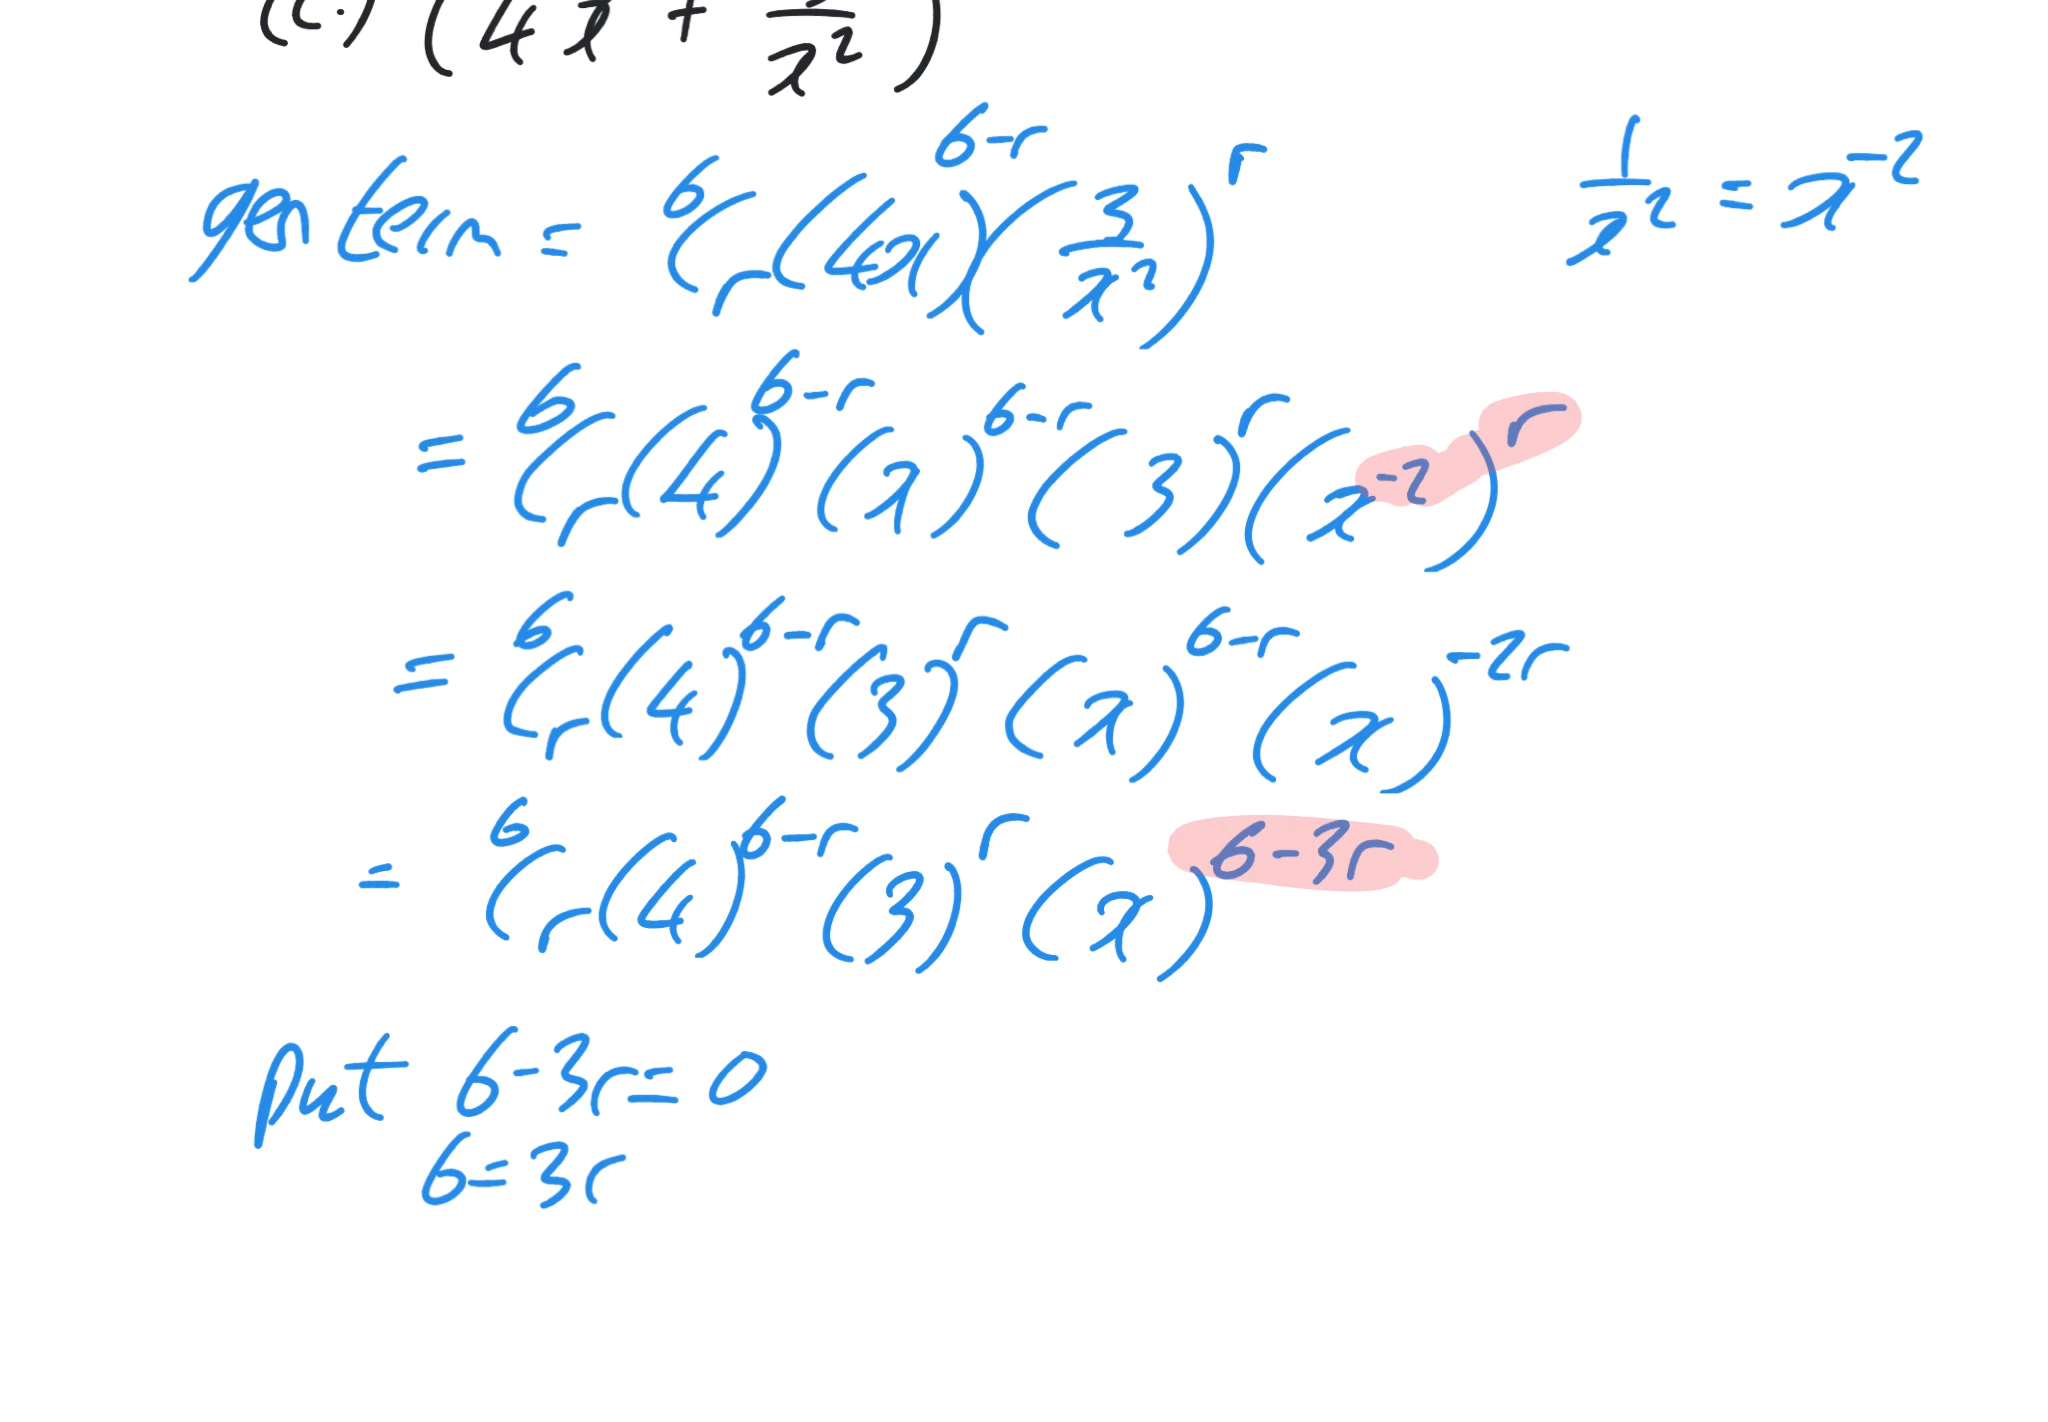 (c.) (4x + 3/x²)
gen term = ⁶Cᵣ (4x)⁶⁻ʳ (3/x²)ʳ
1/x² = x⁻²
= ⁶Cᵣ (4)⁶⁻ʳ (x)⁶⁻ʳ (3)ʳ (x⁻²)ʳ
= ⁶Cᵣ (4)⁶⁻ʳ (3)ʳ (x)⁶⁻ʳ (x)⁻²ʳ
= ⁶Cᵣ (4)⁶⁻ʳ (3)ʳ (x)⁶⁻³ʳ
put 6-3r = 0
6 = 3r